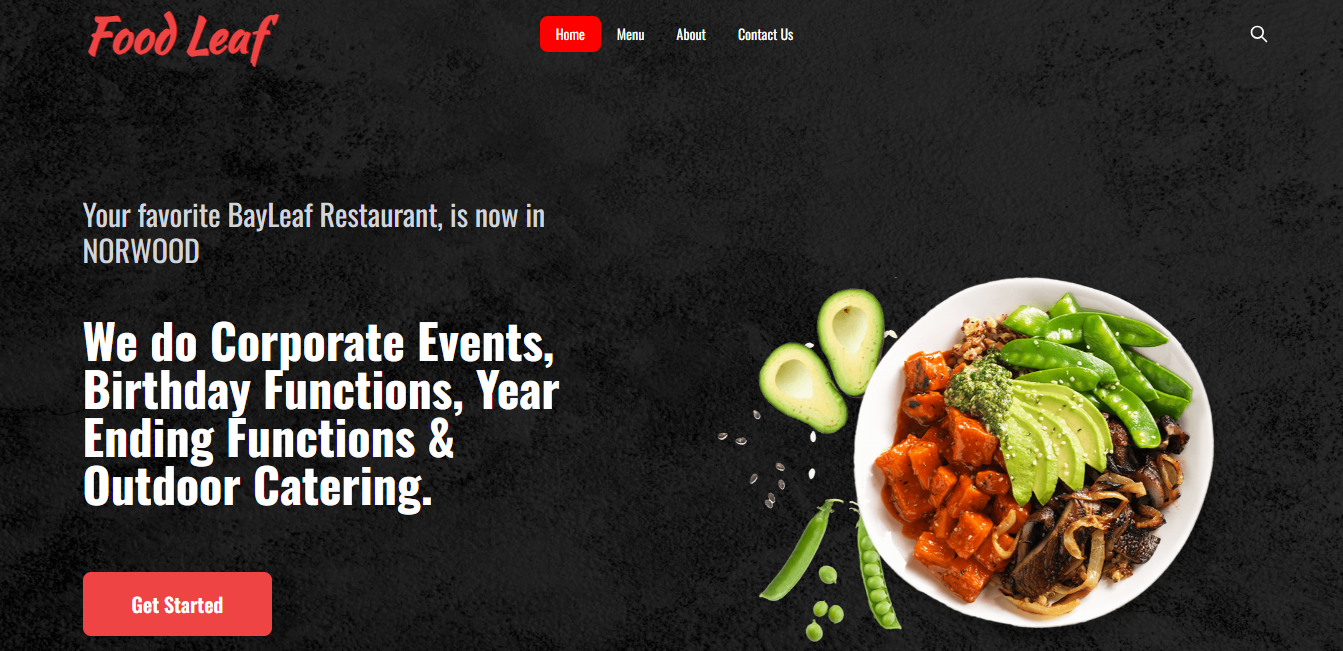 Food Leaf
Home Menu About Contact Us
Your favorite BayLeaf Restaurant, is now in
NORWOOD
We do Corporate Events,
Birthday Functions, Year
Ending Functions &
Outdoor Catering.
Get Started